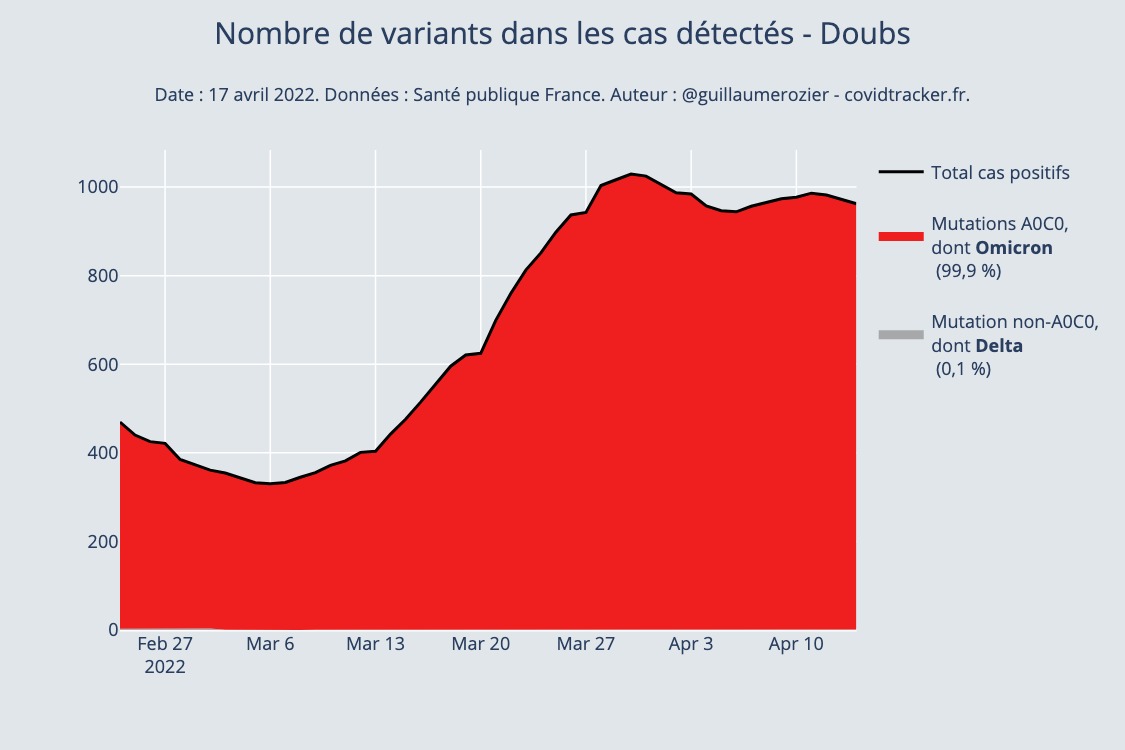 Nombre de variants dans les cas détectés - Doubs
Date : 17 avril 2022. Données : Santé publique France. Auteur : @guillaumerozier - covidtracker.fr.
Total cas positifs
Mutations A0C0,
dont Omicron
(99,9 %)
Mutation non-A0C0,
dont Delta
(0,1 %)
1000
800
600
400
200
0
Feb 27
2022
Mar 6
Mar 13
Mar 20
Mar 27
Apr 3
Apr 10